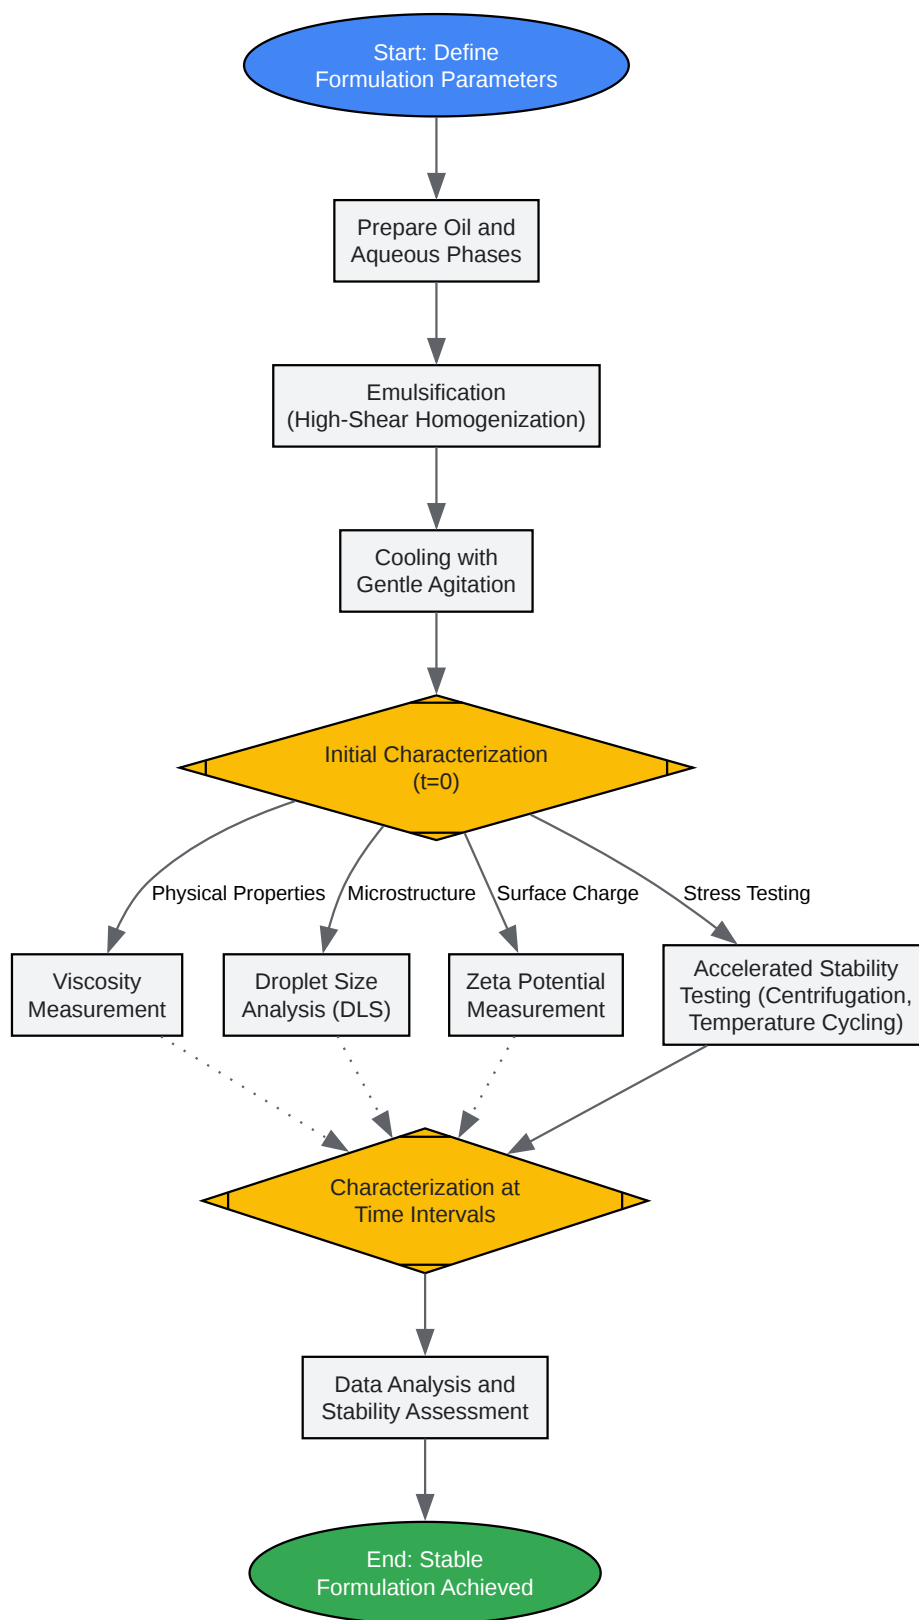 Start: Define
Formulation Parameters
Prepare Oil and
Aqueous Phases
Emulsification
(High-Shear Homogenization)
Cooling with
Gentle Agitation
Initial Characterization
(t=0)
Physical Properties
Microstructure
Surface Charge
Stress Testing
Viscosity
Measurement
Droplet Size
Analysis (DLS)
Zeta Potential
Measurement
Accelerated Stability
Testing (Centrifugation,
Temperature Cycling)
Characterization at
Time Intervals
Data Analysis and
Stability Assessment
End: Stable
Formulation Achieved